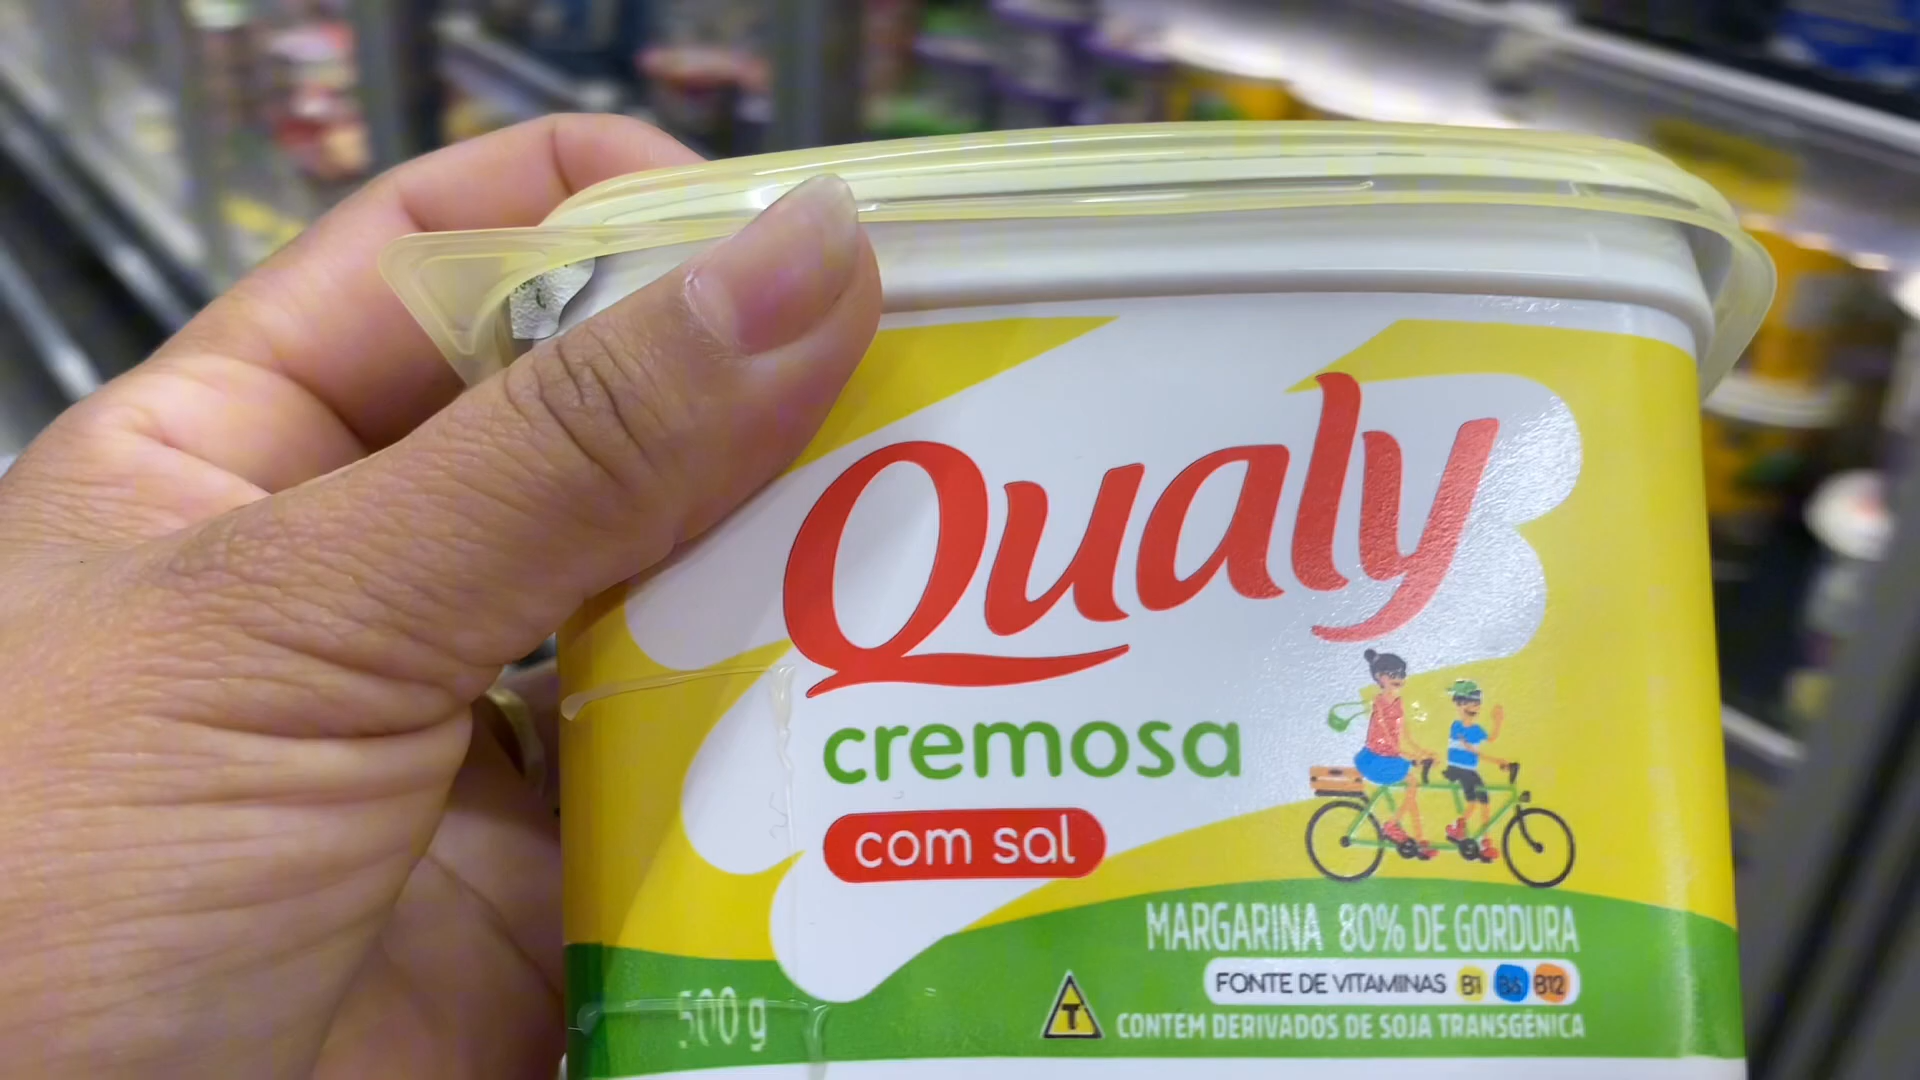 Qualy
cremosa
com sal
MARGARINA 80% DE GORDURA
FONTE DE VITAMINAS B1 B6 B12
500 g
T
CONTÉM DERIVADOS DE SOJA TRANSGÊNICA